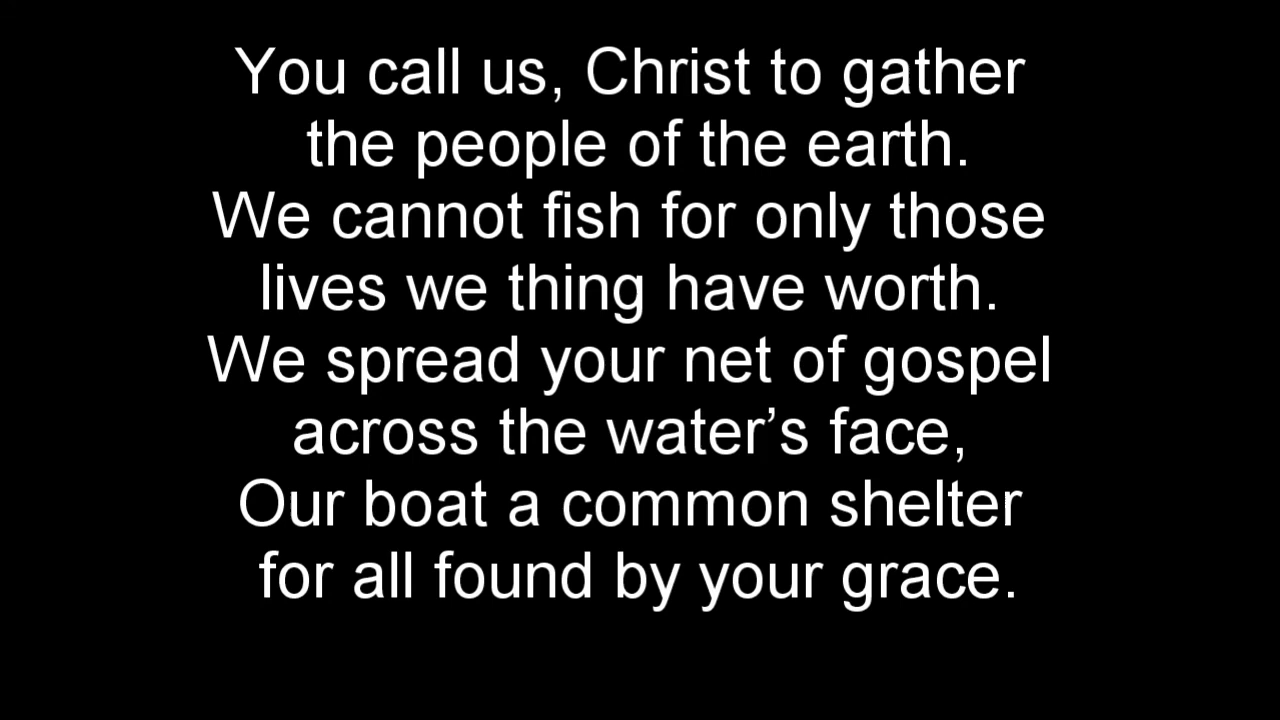 You call us, Christ to gather
the people of the earth.
We cannot fish for only those
lives we thing have worth.
We spread your net of gospel
across the water’s face,
Our boat a common shelter
for all found by your grace.